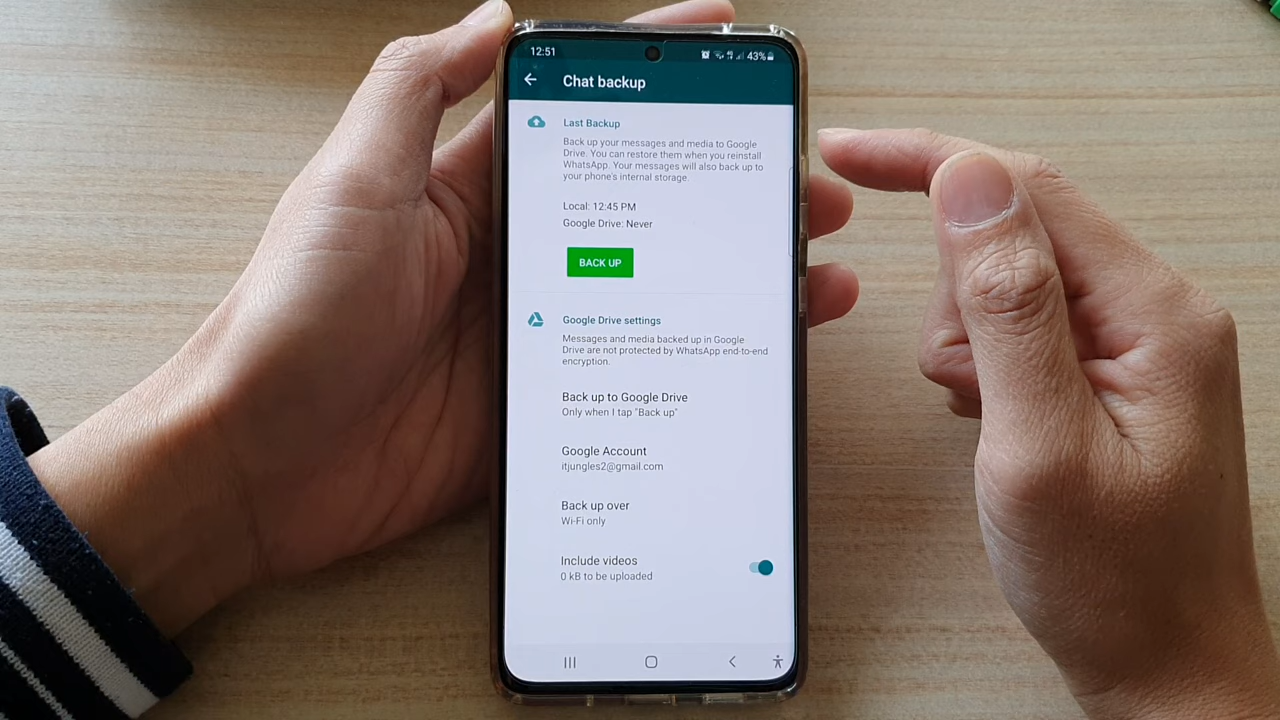 12:51
43%
Chat backup
Last Backup
Back up your messages and media to Google
Drive. You can restore them when you reinstall
WhatsApp. Your messages will also back up to
your phone's internal storage.
Local: 12:45 PM
Google Drive: Never
BACK UP
Google Drive settings
Messages and media backed up in Google
Drive are not protected by WhatsApp end-to-end
encryption.
Back up to Google Drive
Only when I tap "Back up"
Google Account
itjungles2@gmail.com
Back up over
Wi-Fi only
Include videos
0 kB to be uploaded